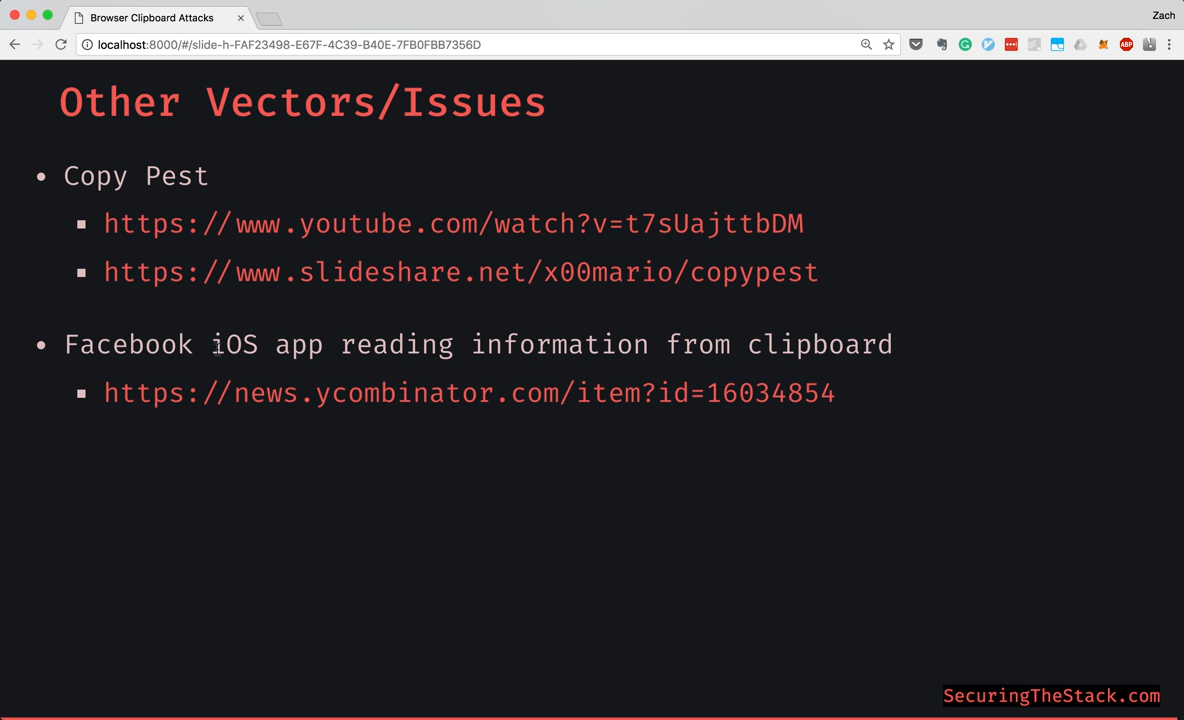 Browser Clipboard Attacks
Zach
localhost:8000/#/slide-h-FAF23498-E67F-4C39-B40E-7FB0FBB7356D
ABP
Other Vectors/Issues
• Copy Pest
▪ https://www.youtube.com/watch?v=t7sUajttbDM
▪ https://www.slideshare.net/x00mario/copypest
• Facebook iOS app reading information from clipboard
▪ https://news.ycombinator.com/item?id=16034854
SecuringTheStack.com